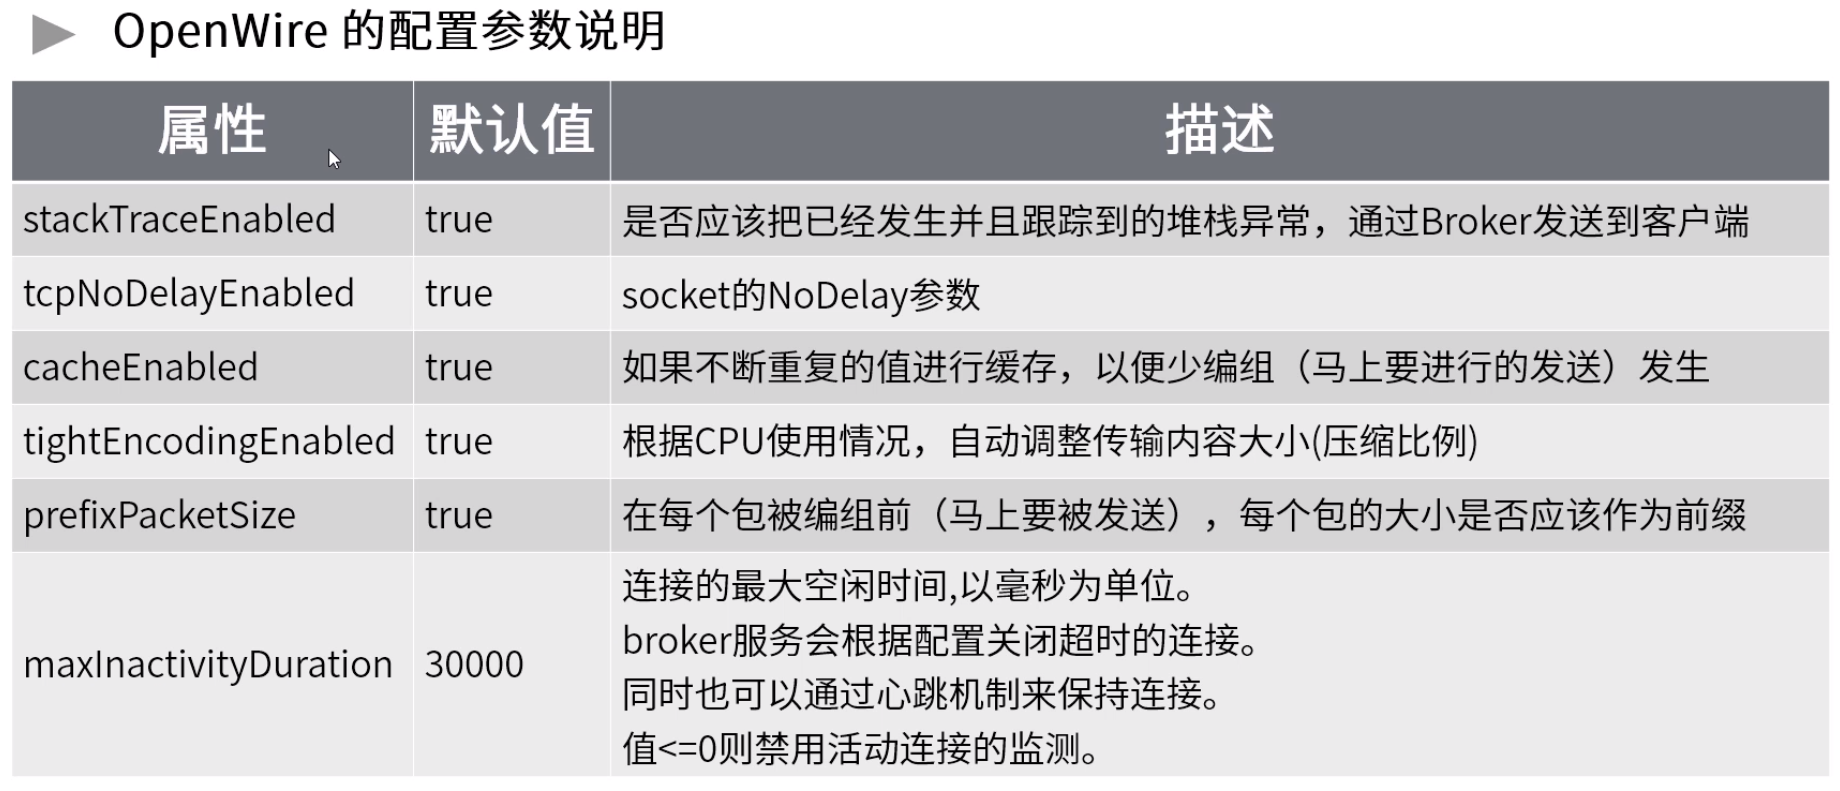 OpenWire 的配置参数说明
属性 默认值 描述
stackTraceEnabled true 是否应该把已经发生并且跟踪到的堆栈异常，通过Broker发送到客户端
tcpNoDelayEnabled true socket的NoDelay参数
cacheEnabled true 如果不断重复的值进行缓存，以便少编组（马上要进行的发送）发生
tightEncodingEnabled true 根据CPU使用情况，自动调整传输内容大小(压缩比例)
prefixPacketSize true 在每个包被编组前（马上要被发送），每个包的大小是否应该作为前缀
maxInactivityDuration 30000 连接的最大空闲时间,以毫秒为单位。
broker服务会根据配置关闭超时的连接。
同时也可以通过心跳机制来保持连接。
值<=0则禁用活动连接的监测。